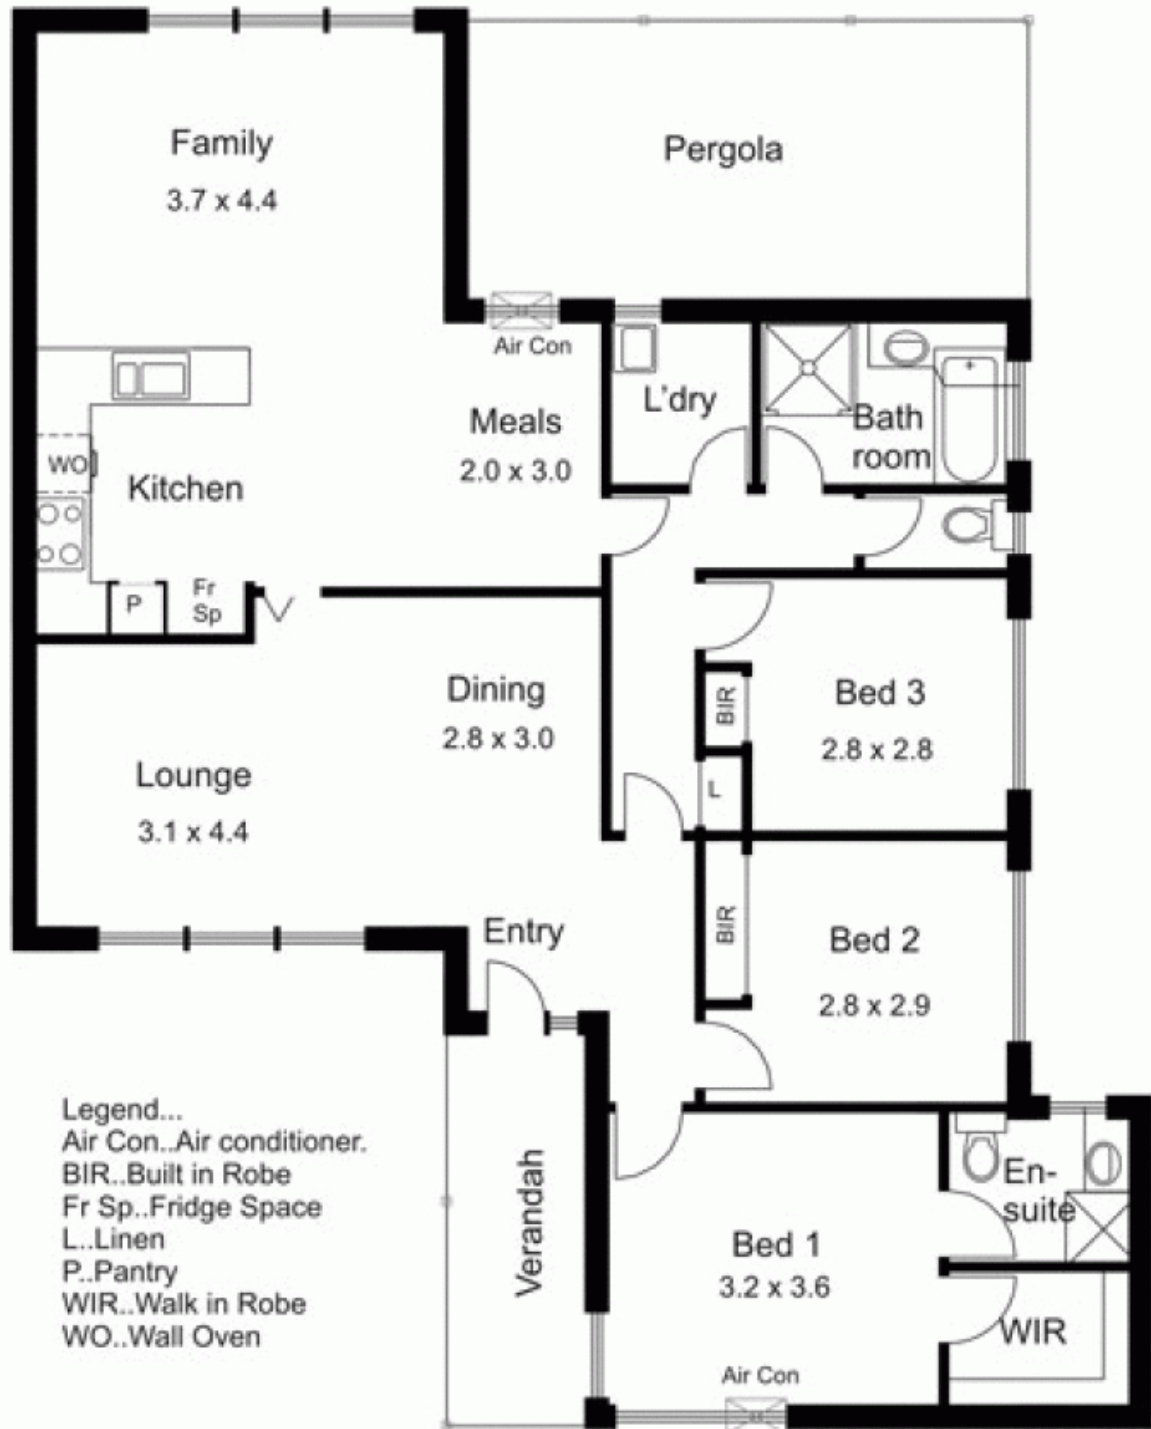 Family
3.7 x 4.4
Pergola
Air Con
L'dry
Bath
room
Meals
2.0 x 3.0
WO
Kitchen
P
Fr
Sp
Dining
2.8 x 3.0
Lounge
3.1 x 4.4
BIR
Bed 3
2.8 x 2.8
L
BIR
Bed 2
2.8 x 2.9
Entry
Verandah
Bed 1
3.2 x 3.6
En-
suite
WIR
Air Con
Legend...
Air Con..Air conditioner.
BIR..Built in Robe
Fr Sp..Fridge Space
L..Linen
P..Pantry
WIR..Walk in Robe
WO..Wall Oven